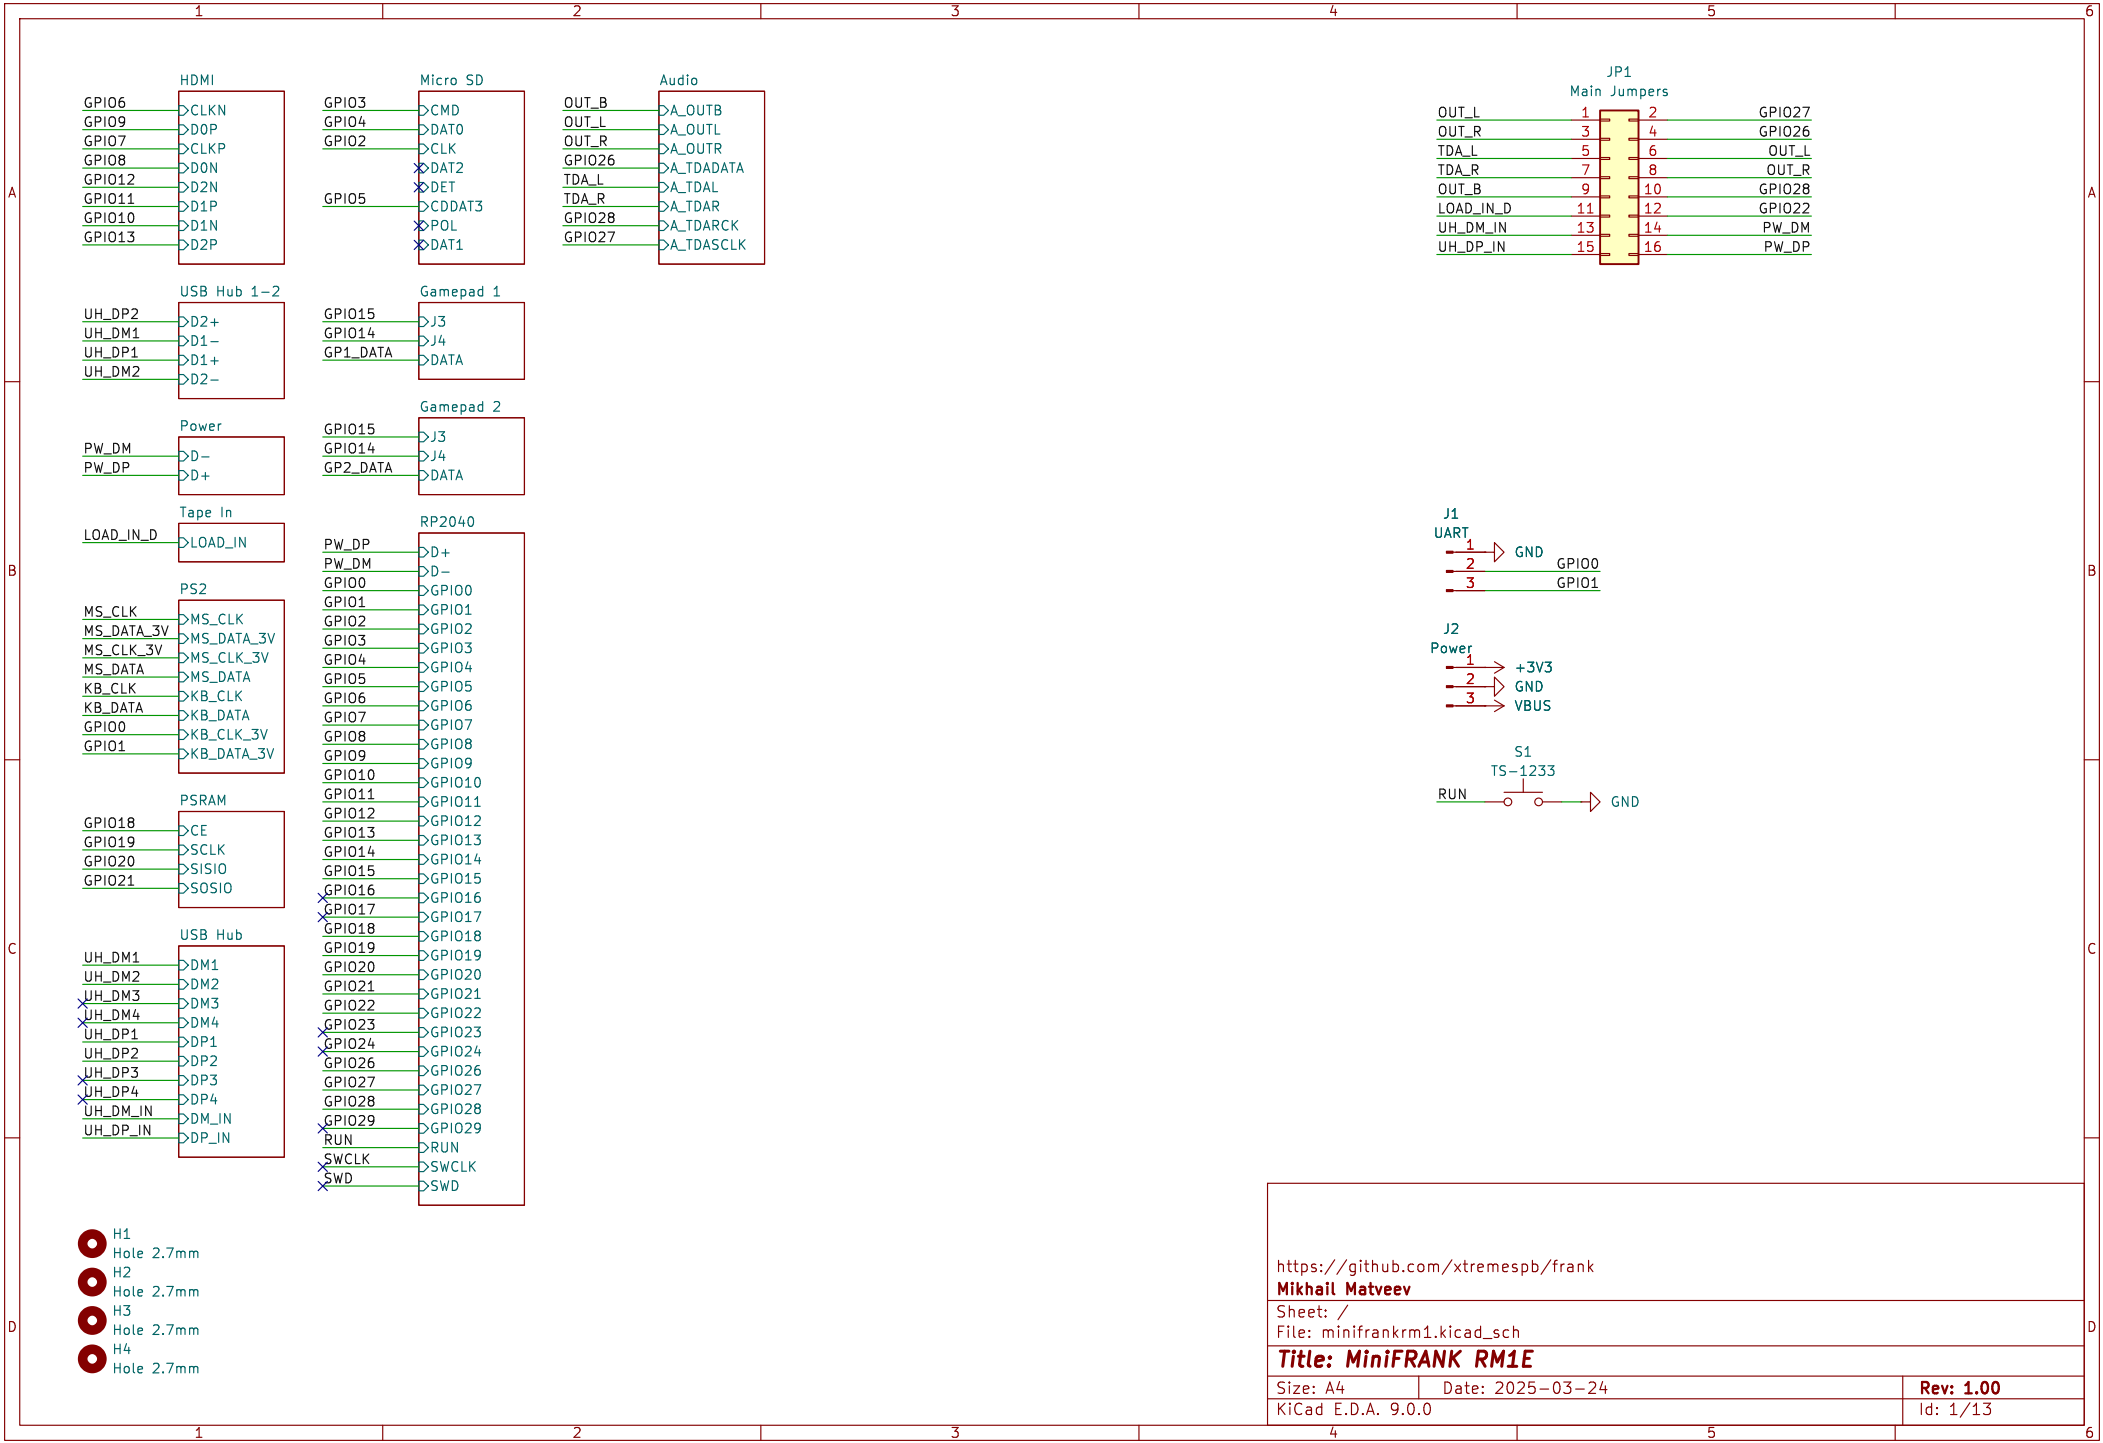 1 2 3 4 5 6
A
B
C
D
HDMI
GPIO6 CLKN
GPIO9 D0P
GPIO7 CLKP
GPIO8 D0N
GPIO12 D2N
GPIO11 D1P
GPIO10 D1N
GPIO13 D2P
USB Hub 1-2
UH_DP2 D2+
UH_DM1 D1-
UH_DP1 D1+
UH_DM2 D2-
Power
PW_DM D-
PW_DP D+
Tape In
LOAD_IN_D LOAD_IN
PS2
MS_CLK MS_CLK
MS_DATA_3V MS_DATA_3V
MS_CLK_3V MS_CLK_3V
MS_DATA MS_DATA
KB_CLK KB_CLK
KB_DATA KB_DATA
GPIO0 KB_CLK_3V
GPIO1 KB_DATA_3V
PSRAM
GPIO18 CE
GPIO19 SCLK
GPIO20 SISIO
GPIO21 SOSIO
USB Hub
UH_DM1 DM1
UH_DM2 DM2
UH_DM3 DM3
UH_DM4 DM4
UH_DP1 DP1
UH_DP2 DP2
UH_DP3 DP3
UH_DP4 DP4
UH_DM_IN DM_IN
UH_DP_IN DP_IN
H1
Hole 2.7mm
H2
Hole 2.7mm
H3
Hole 2.7mm
H4
Hole 2.7mm
Micro SD
GPIO3 CMD
GPIO4 DAT0
GPIO2 CLK
DAT2
DET
GPIO5 CDDAT3
POL
DAT1
Gamepad 1
GPIO15 J3
GPIO14 J4
GP1_DATA DATA
Gamepad 2
GPIO15 J3
GPIO14 J4
GP2_DATA DATA
RP2040
PW_DP D+
PW_DM D-
GPIO0 GPIO0
GPIO1 GPIO1
GPIO2 GPIO2
GPIO3 GPIO3
GPIO4 GPIO4
GPIO5 GPIO5
GPIO6 GPIO6
GPIO7 GPIO7
GPIO8 GPIO8
GPIO9 GPIO9
GPIO10 GPIO10
GPIO11 GPIO11
GPIO12 GPIO12
GPIO13 GPIO13
GPIO14 GPIO14
GPIO15 GPIO15
GPIO16 GPIO16
GPIO17 GPIO17
GPIO18 GPIO18
GPIO19 GPIO19
GPIO20 GPIO20
GPIO21 GPIO21
GPIO22 GPIO22
GPIO23 GPIO23
GPIO24 GPIO24
GPIO26 GPIO26
GPIO27 GPIO27
GPIO28 GPIO28
GPIO29 GPIO29
RUN RUN
SWCLK SWCLK
SWD SWD
Audio
OUT_B A_OUTB
OUT_L A_OUTL
OUT_R A_OUTR
GPIO26 A_TDADATA
TDA_L A_TDAL
TDA_R A_TDAR
GPIO28 A_TDARCK
GPIO27 A_TDASCLK
JP1
Main Jumpers
OUT_L 1 2 GPIO27
OUT_R 3 4 GPIO26
TDA_L 5 6 OUT_L
TDA_R 7 8 OUT_R
OUT_B 9 10 GPIO28
LOAD_IN_D 11 12 GPIO22
UH_DM_IN 13 14 PW_DM
UH_DP_IN 15 16 PW_DP
J1
UART
1 GND
2 GPIO0
3 GPIO1
J2
Power
1 +3V3
2 GND
3 VBUS
S1
TS-1233
RUN GND
https://github.com/xtremespb/frank
Mikhail Matveev
Sheet: /
File: minifrankrm1.kicad_sch
Title: MiniFRANK RM1E
Size: A4 Date: 2025-03-24 Rev: 1.00
KiCad E.D.A. 9.0.0 Id: 1/13
A
B
C
D
1 2 3 4 5 6